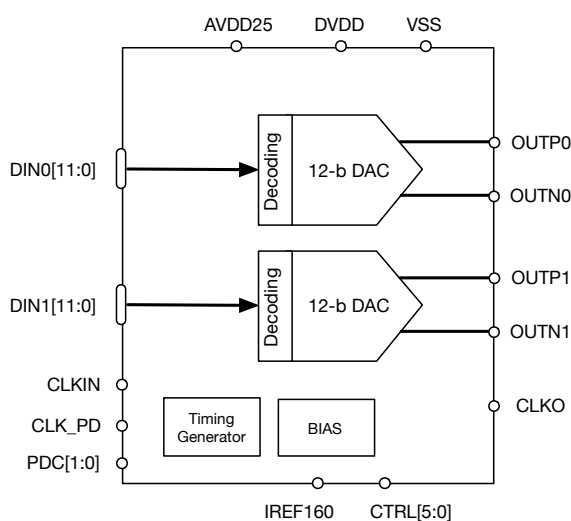 AVDD25 DVDD VSS
DIN0[11:0]
Decoding
12-b DAC
OUTP0
OUTN0
DIN1[11:0]
Decoding
12-b DAC
OUTP1
OUTN1
CLKIN
CLK_PD
PDC[1:0]
Timing
Generator
BIAS
CLKO
IREF160 CTRL[5:0]